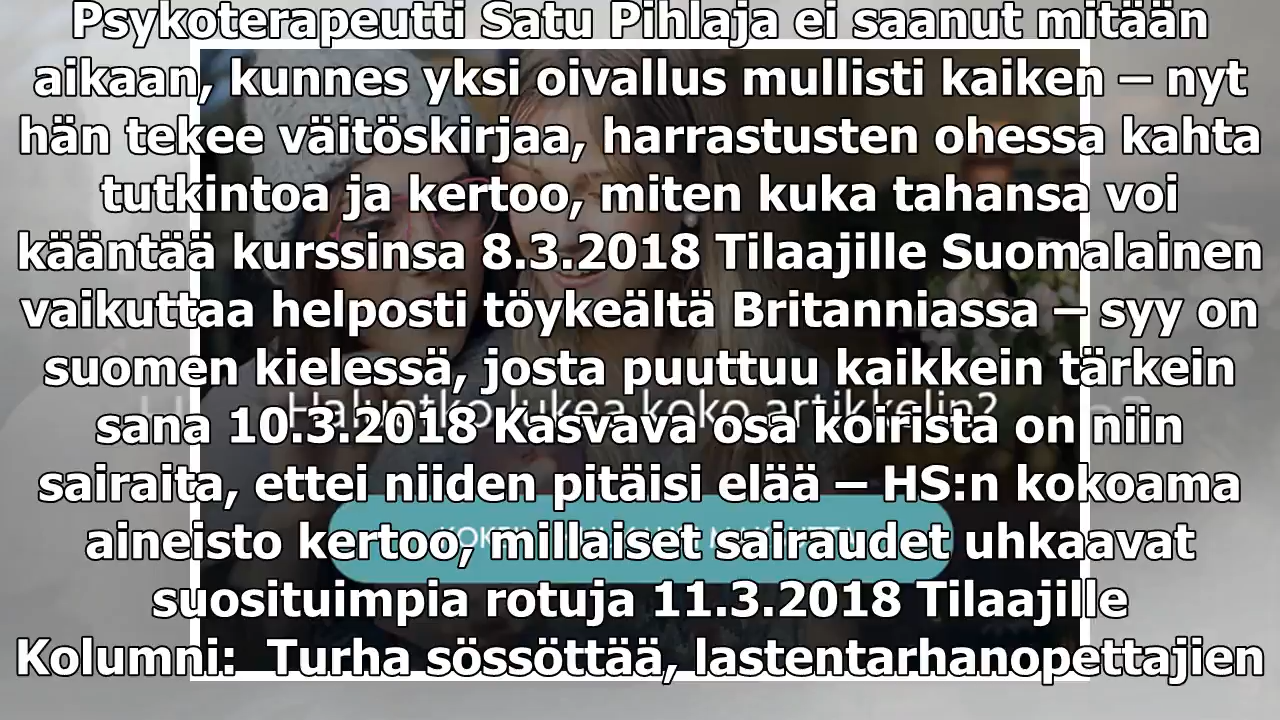 Psykoterapeutti Satu Pihlaja ei saanut mitään
aikaan, kunnes yksi oivallus mullisti kaiken – nyt
hän tekee väitöskirjaa, harrastusten ohessa kahta
tutkintoa ja kertoo, miten kuka tahansa voi
kääntää kurssinsa 8.3.2018 Tilaajille Suomalainen
vaikuttaa helposti töykeältä Britanniassa – syy on
suomen kielessä, josta puuttuu kaikkein tärkein
Haluatko lukea koko artikkelin?
sana 10.3.2018 Kasvava osa koirista on niin
sairaita, ettei niiden pitäisi elää – HS:n kokoama
aineisto kertoo, millaiset sairaudet uhkaavat
suosituimpia rotuja 11.3.2018 Tilaajille
Kolumni: Turha sössöttää, lastentarhanopettajien